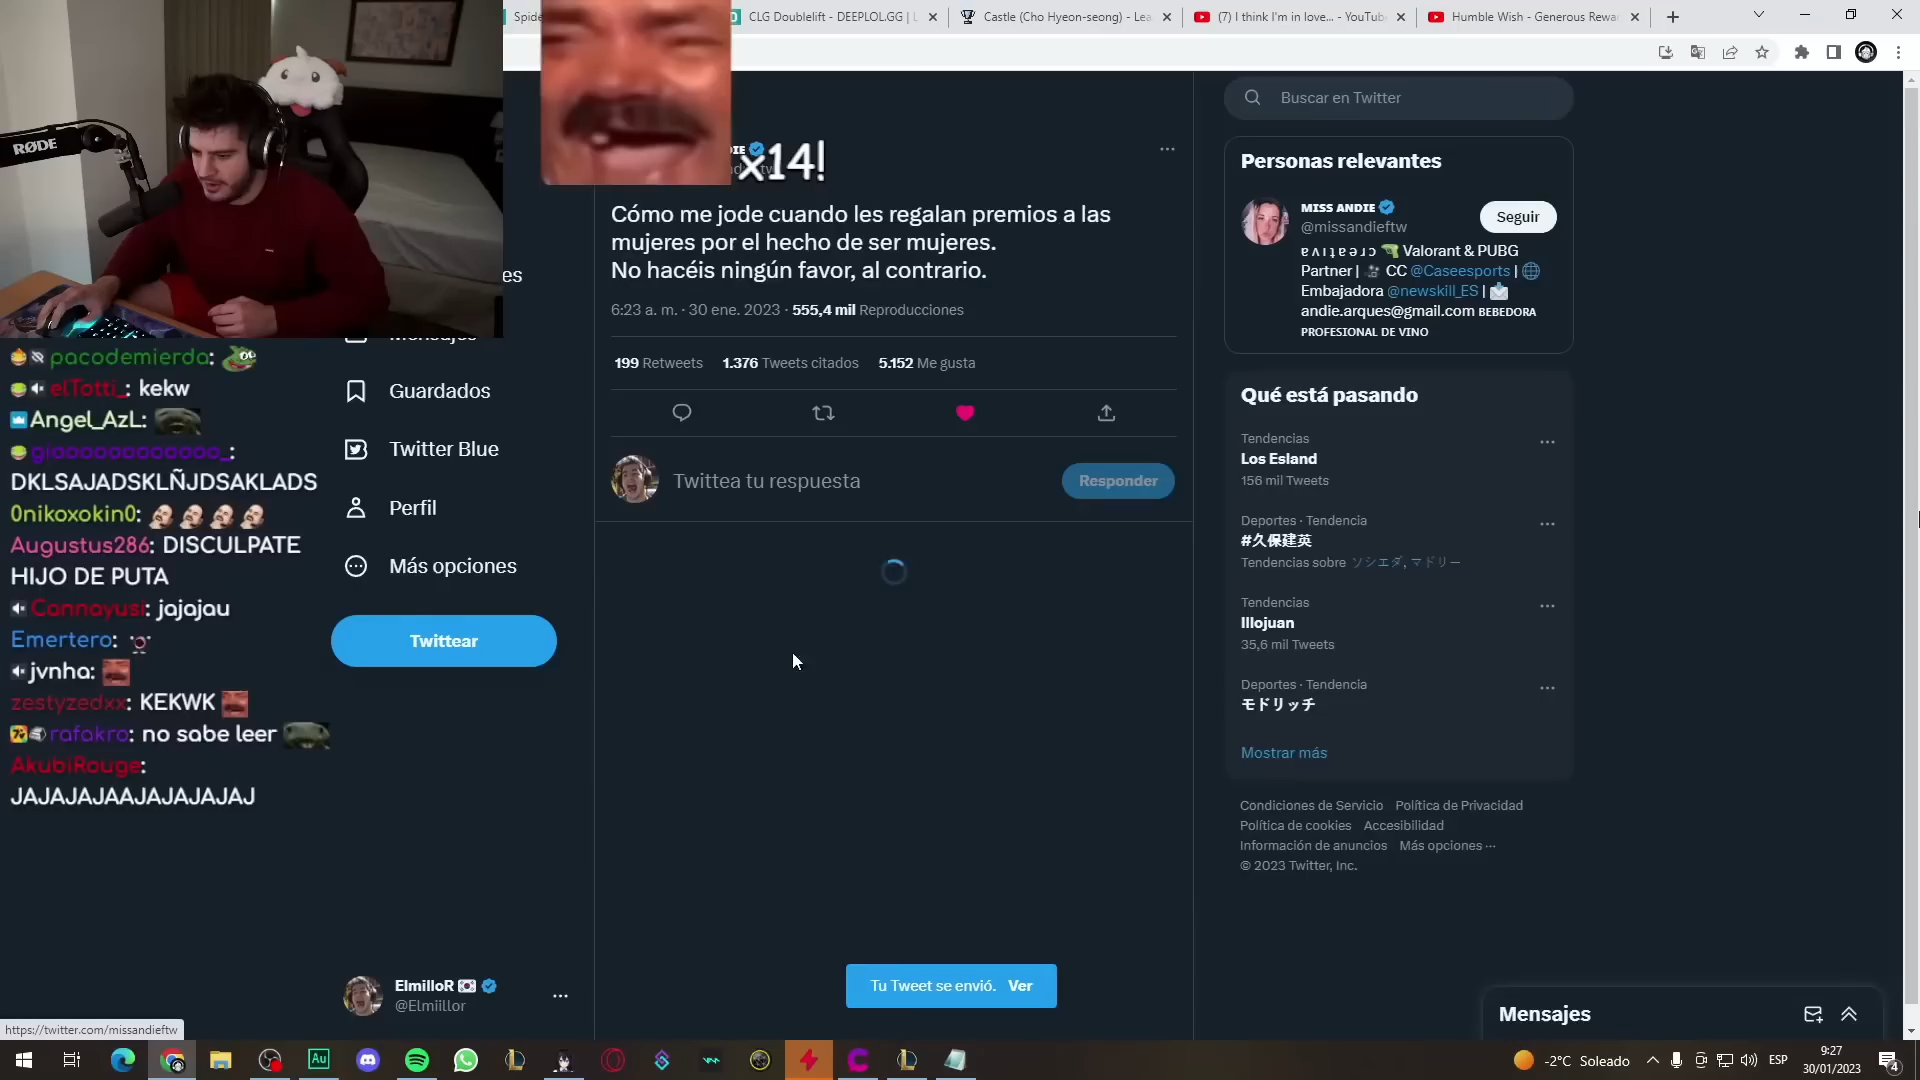 Spide
CLG Doublelift - DEEPLOL.GG | L
Castle (Cho Hyeon-seong) - Lea
(7) I think I'm in love... - YouTub
Humble Wish - Generous Rewa
RØDE
Buscar en Twitter
x14!
Cómo me jode cuando les regalan premios a las
mujeres por el hecho de ser mujeres.
No hacéis ningún favor, al contrario.
6:23 a. m. · 30 ene. 2023 · 555,4 mil Reproducciones
199 Retweets 1.376 Tweets citados 5.152 Me gusta
Twittea tu respuesta
Responder
Tu Tweet se envió. Ver
Personas relevantes
MISS ANDIE
@missandieftw
Seguir
Valorant & PUBG
Partner | CC @Caseesports |
Embajadora @newskill_ES |
andie.arques@gmail.com BEBEDORA
PROFESIONAL DE VINO
Qué está pasando
Tendencias
Los Esland
156 mil Tweets
Deportes · Tendencia
#久保建英
Tendencias sobre ソシエダ, マドリー
Tendencias
Illojuan
35,6 mil Tweets
Deportes · Tendencia
モドリッチ
Mostrar más
Condiciones de Servicio Política de Privacidad
Política de cookies Accesibilidad
Información de anuncios Más opciones ···
© 2023 Twitter, Inc.
Mensajes
es
Mensajes
Guardados
Twitter Blue
Perfil
Más opciones
Twittear
ElmilloR
@Elmiillor
pacodemierda:
elTotti_: kekw
Angel_AzL:
DKLSAJADSKLÑJDSAKLADS
0nikoxokin0:
Augustus286: DISCULPATE
HIJO DE PUTA
Cannayusi: jajajau
Emertero:
jvnha:
zestyzedxx: KEKWK
rafakro: no sabe leer
AkubiRouge:
JAJAJAJAAJAJAJAJAJ
https://twitter.com/missandieftw
Au
-2°C Soleado
ESP
9:27
30/01/2023
4